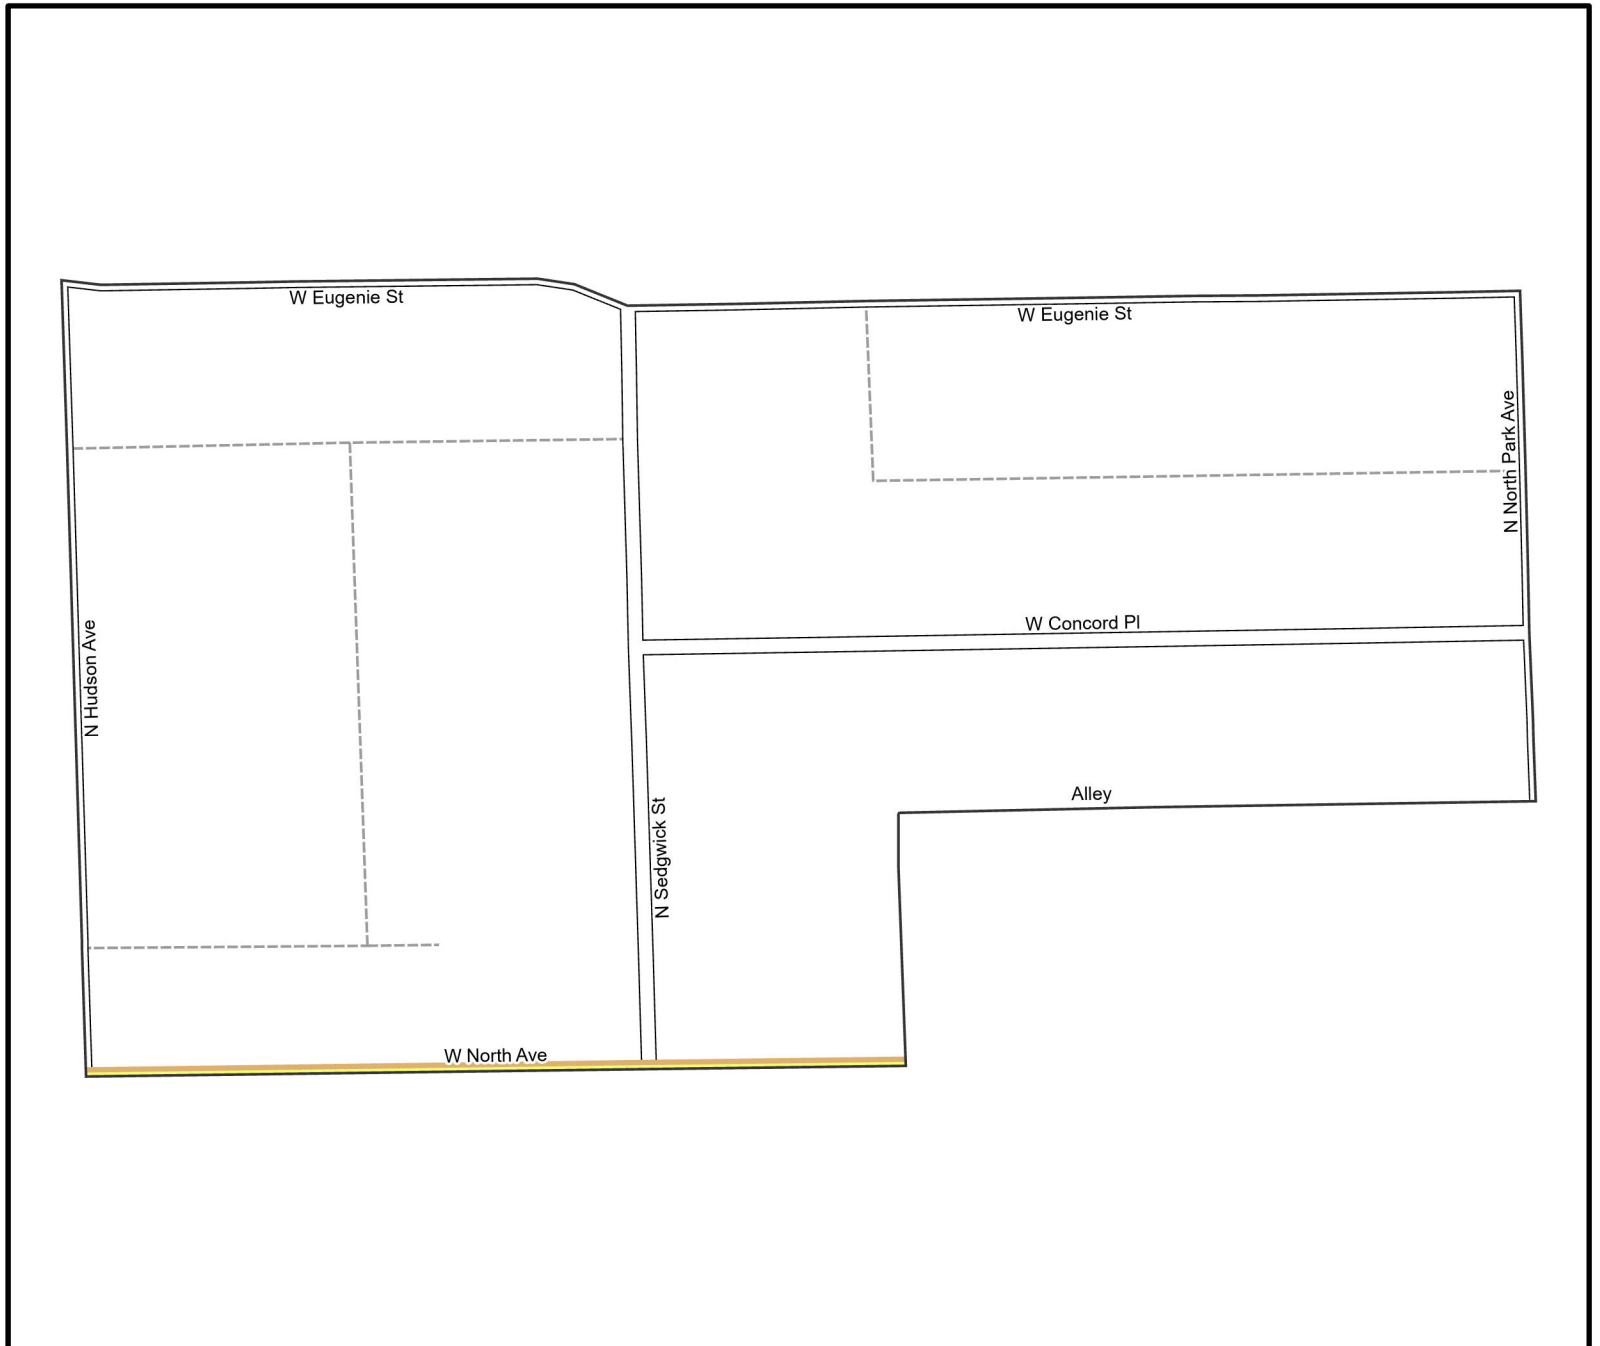 W Eugenie St
W Eugenie St
N North Park Ave
W Concord Pl
N Hudson Ave
Alley
N Sedgwick St
W North Ave